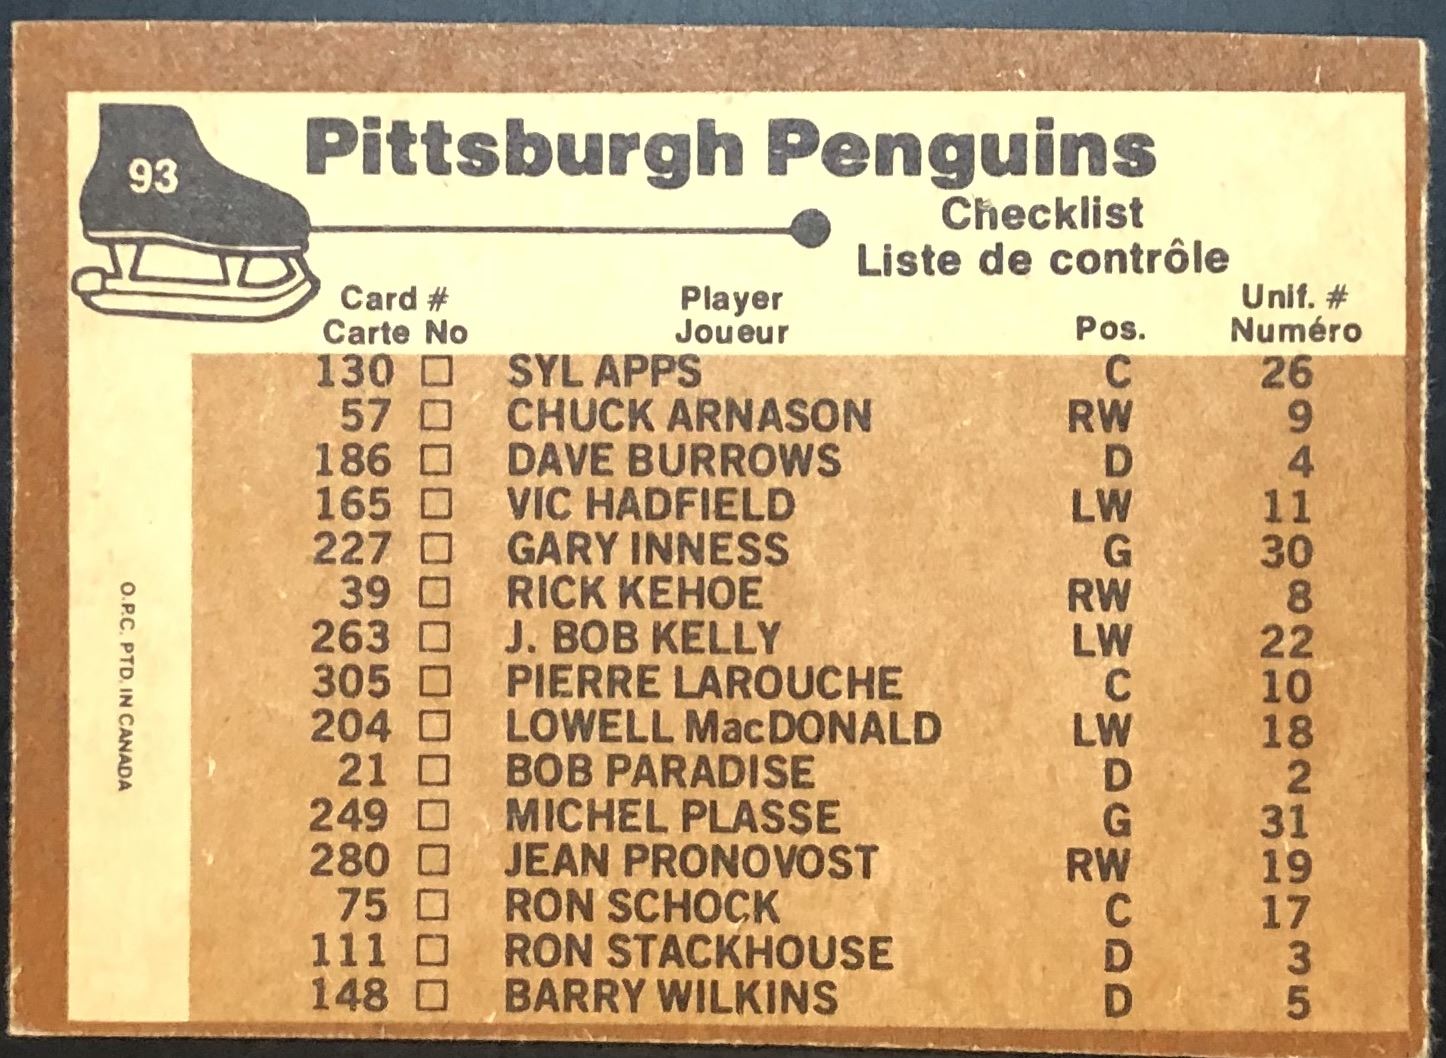 93
Pittsburgh Penguins
Checklist
Liste de contrôle
Card # Player Unif. #
Carte No Joueur Pos. Numéro
130 □ SYL APPS C 26
57 □ CHUCK ARNASON RW 9
186 □ DAVE BURROWS D 4
165 □ VIC HADFIELD LW 11
227 □ GARY INNESS G 30
39 □ RICK KEHOE RW 8
263 □ J. BOB KELLY LW 22
305 □ PIERRE LAROUCHE C 10
204 □ LOWELL MacDONALD LW 18
21 □ BOB PARADISE D 2
249 □ MICHEL PLASSE G 31
280 □ JEAN PRONOVOST RW 19
75 □ RON SCHOCK C 17
111 □ RON STACKHOUSE D 3
148 □ BARRY WILKINS D 5
O.P.C. PTD. IN CANADA